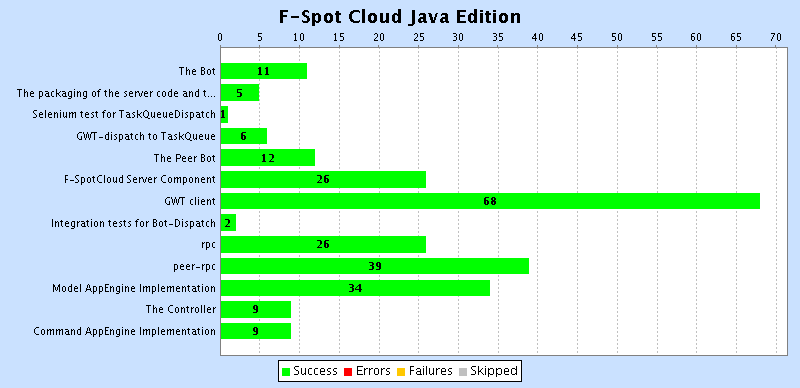 F-Spot Cloud Java Edition
0 5 10 15 20 25 30 35 40 45 50 55 60 65 70
The Bot 11
The packaging of the server code and t... 5
Selenium test for TaskQueueDispatch 1
GWT-dispatch to TaskQueue 6
The Peer Bot 12
F-SpotCloud Server Component 26
GWT client 68
Integration tests for Bot-Dispatch 2
rpc 26
peer-rpc 39
Model AppEngine Implementation 34
The Controller 9
Command AppEngine Implementation 9
Success Errors Failures Skipped